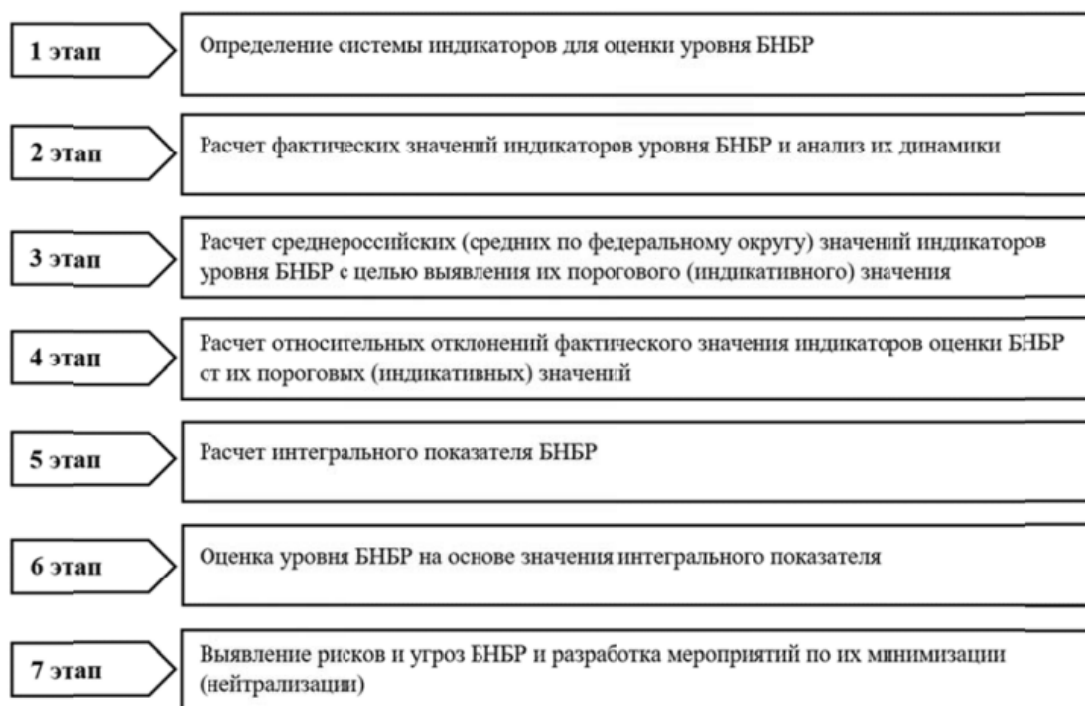 1 этап
Определение системы индикаторов для оценки уровня БНБР
2 этап
Расчет фактических значений индикаторов уровня БНБР и анализ их динамики
3 этап
Расчет среднероссийских (средних по федеральному округу) значений индикаторов
уровня БНБР с целью выявления их порогового (индикативного) значения
4 этап
Расчет относительных отклонений фактического значения индикаторов оценки БНБР
от их пороговых (индикативных) значений
5 этап
Расчет интегрального показателя БНБР
6 этап
Оценка уровня БНБР на основе значения интегрального показателя
7 этап
Выявление рисков и угроз БНБР и разработка мероприятий по их минимизации
(нейтрализации)